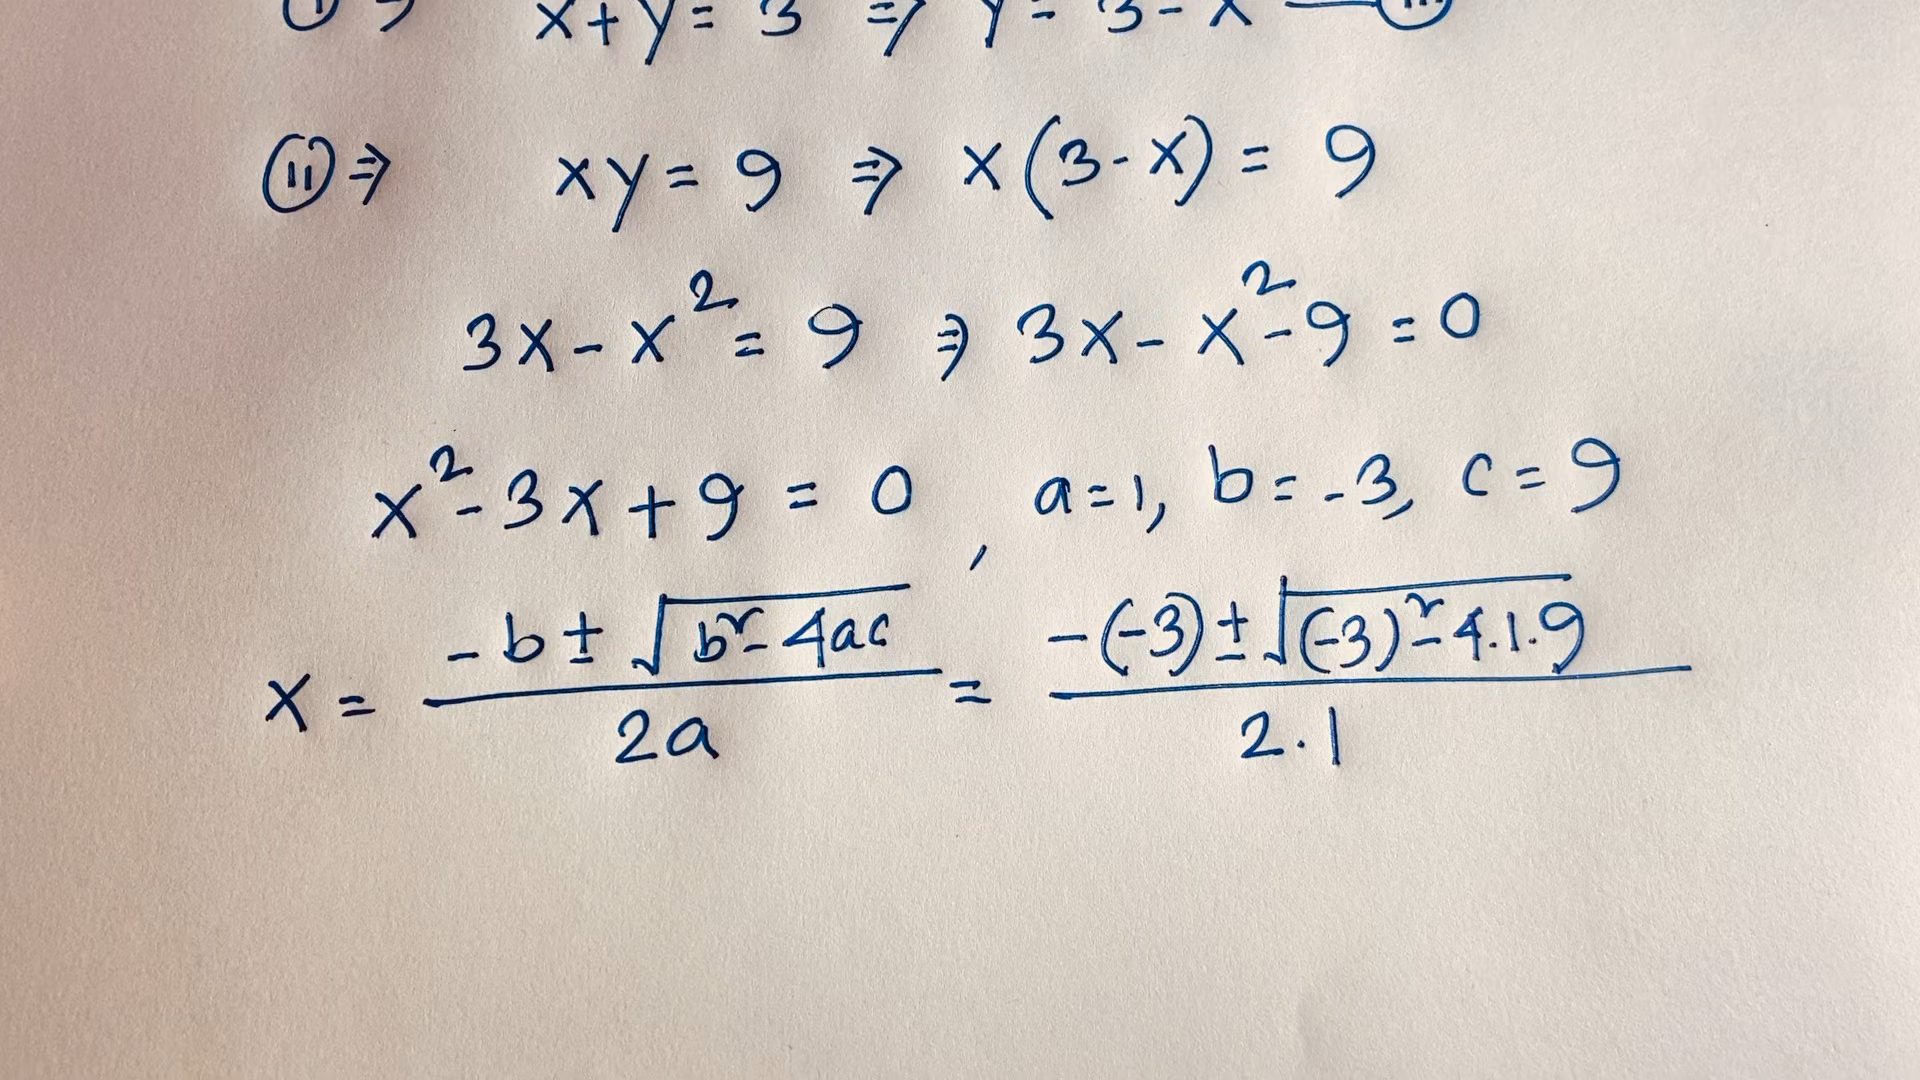 (i) ⇒ x+y = 3 ⇒ y = 3-x — (iii)
(ii) ⇒ xy = 9 ⇒ x(3-x) = 9
3x - x² = 9 ⇒ 3x - x² - 9 = 0
x² - 3x + 9 = 0 , a=1, b=-3, c=9
x = (-b ± √(b² - 4ac)) / 2a = (-(-3) ± √((-3)² - 4.1.9)) / 2.1